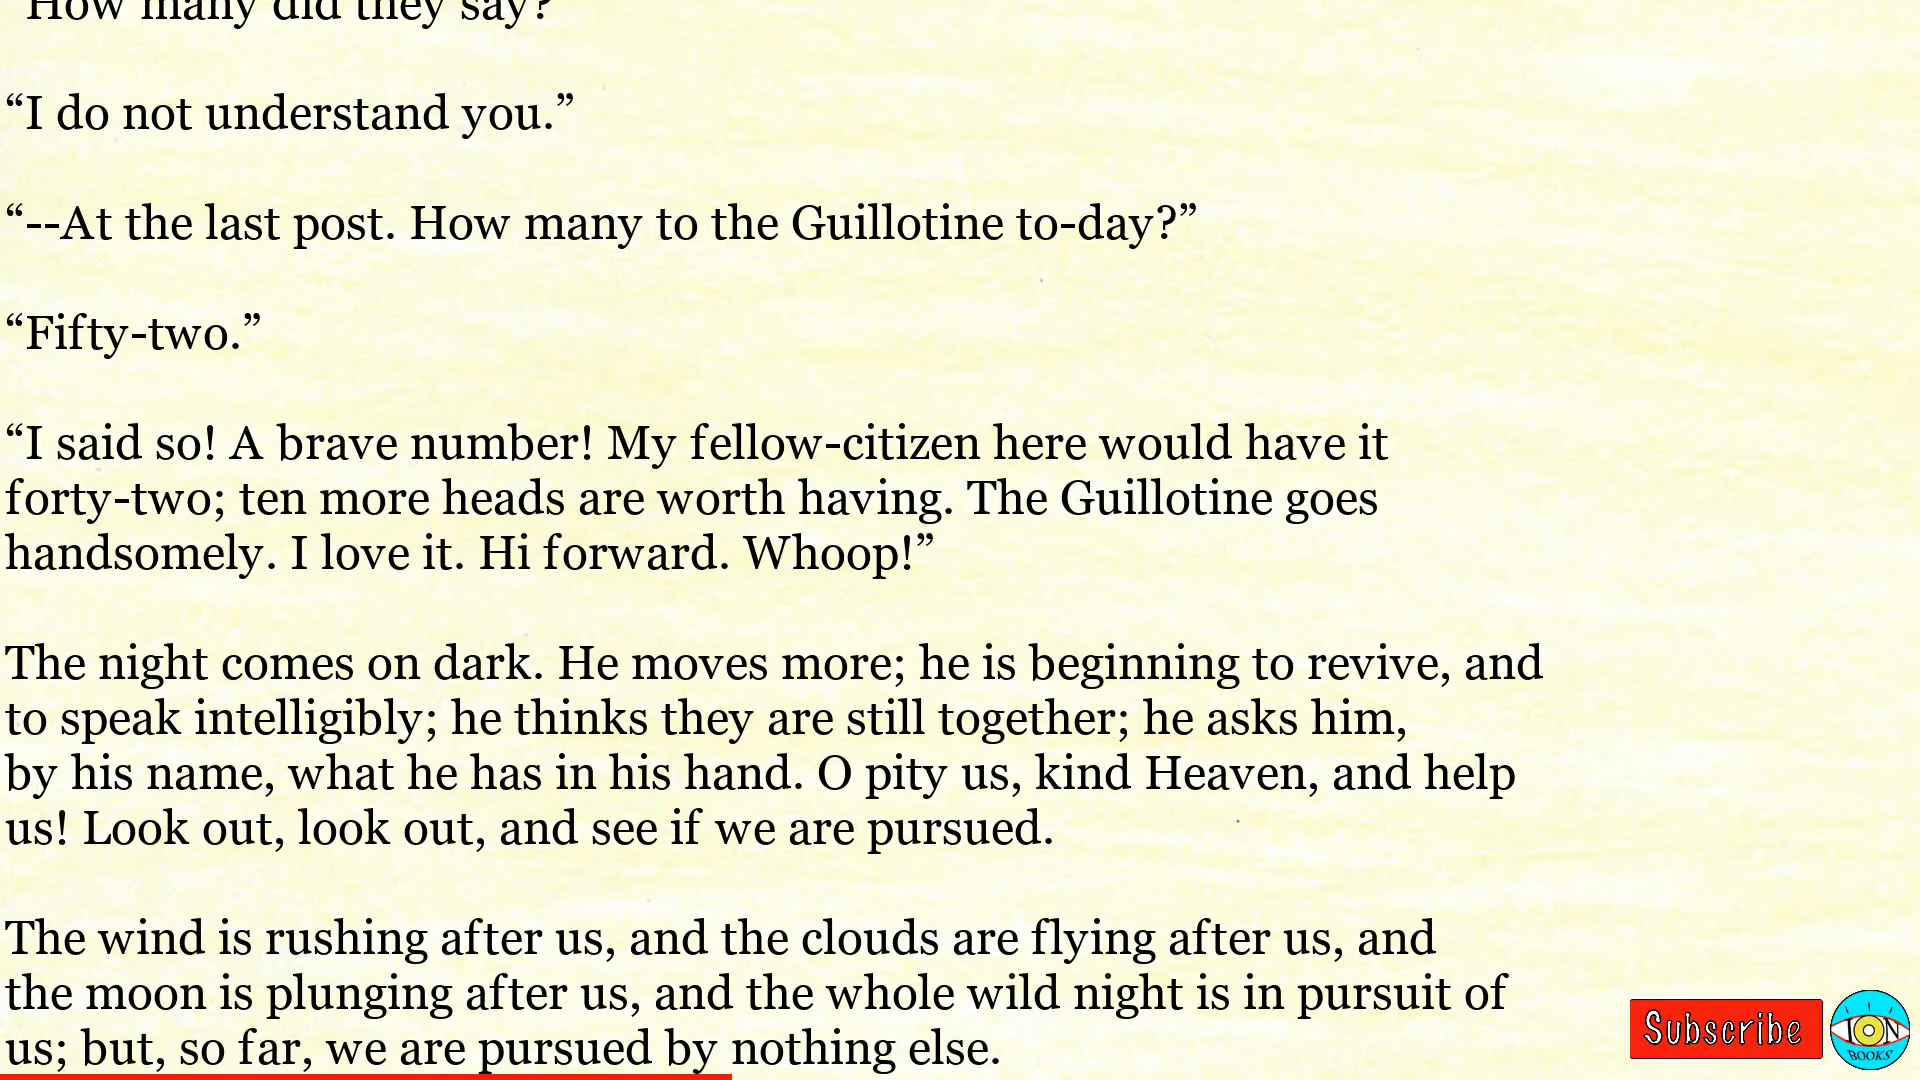 “How many did they say?”
“I do not understand you.”
“--At the last post. How many to the Guillotine to-day?”
“Fifty-two.”
“I said so! A brave number! My fellow-citizen here would have it
forty-two; ten more heads are worth having. The Guillotine goes
handsomely. I love it. Hi forward. Whoop!”
The night comes on dark. He moves more; he is beginning to revive, and
to speak intelligibly; he thinks they are still together; he asks him,
by his name, what he has in his hand. O pity us, kind Heaven, and help
us! Look out, look out, and see if we are pursued.
The wind is rushing after us, and the clouds are flying after us, and
the moon is plunging after us, and the whole wild night is in pursuit of
us; but, so far, we are pursued by nothing else.
Subscribe
ION
BOOKS